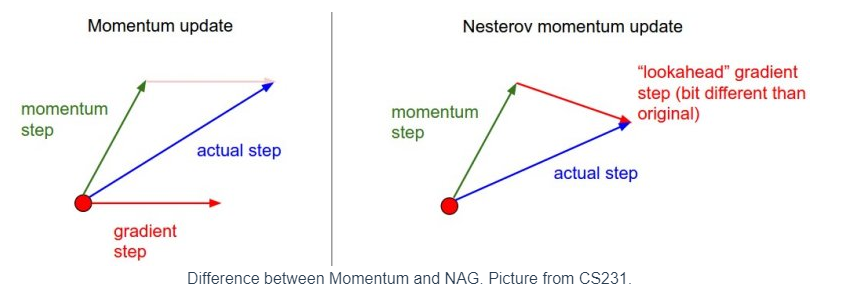 Momentum update
momentum
step
actual step
gradient
step
Nesterov momentum update
"lookahead" gradient
step (bit different than
original)
momentum
step
actual step
Difference between Momentum and NAG. Picture from CS231.